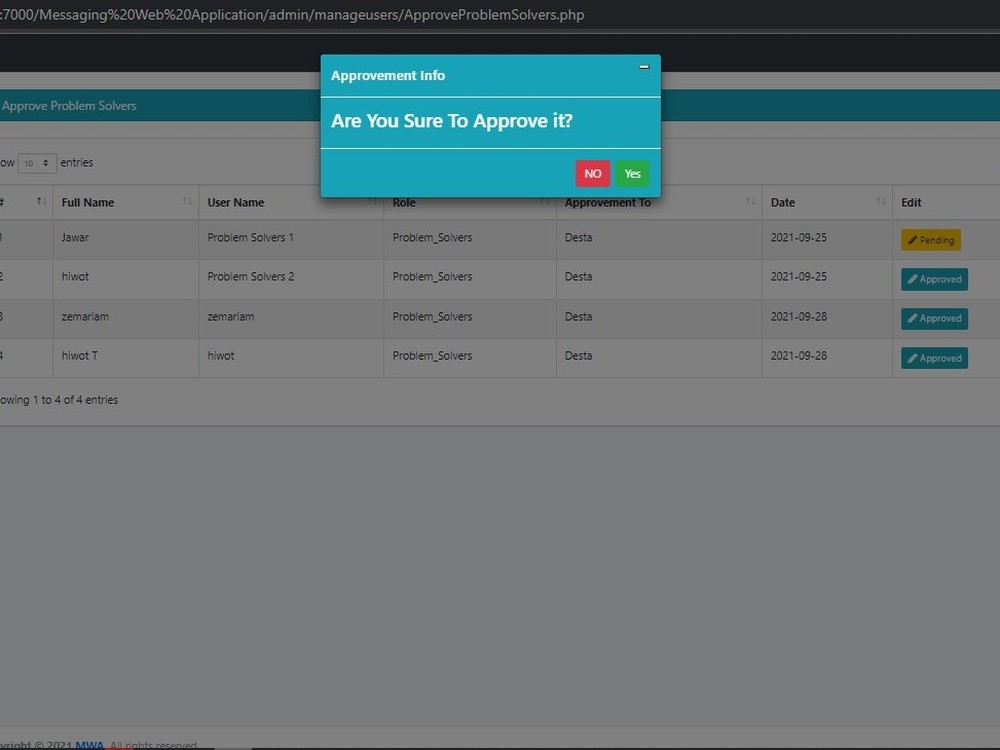 :7000/Messaging%20Web%20Application/admin/manageusers/ApproveProblemSolvers.php
Approvement Info
Approve Problem Solvers
Are You Sure To Approve it?
ow 10 entries
NO Yes
# Full Name User Name Role Approvement To Date Edit
1 Jawar Problem Solvers 1 Problem_Solvers Desta 2021-09-25 Pending
2 hiwot Problem Solvers 2 Problem_Solvers Desta 2021-09-25 Approved
3 zemariam zemariam Problem_Solvers Desta 2021-09-28 Approved
4 hiwot T hiwot Problem_Solvers Desta 2021-09-28 Approved
owing 1 to 4 of 4 entries
yright © 2021 MWA. All rights reserved.